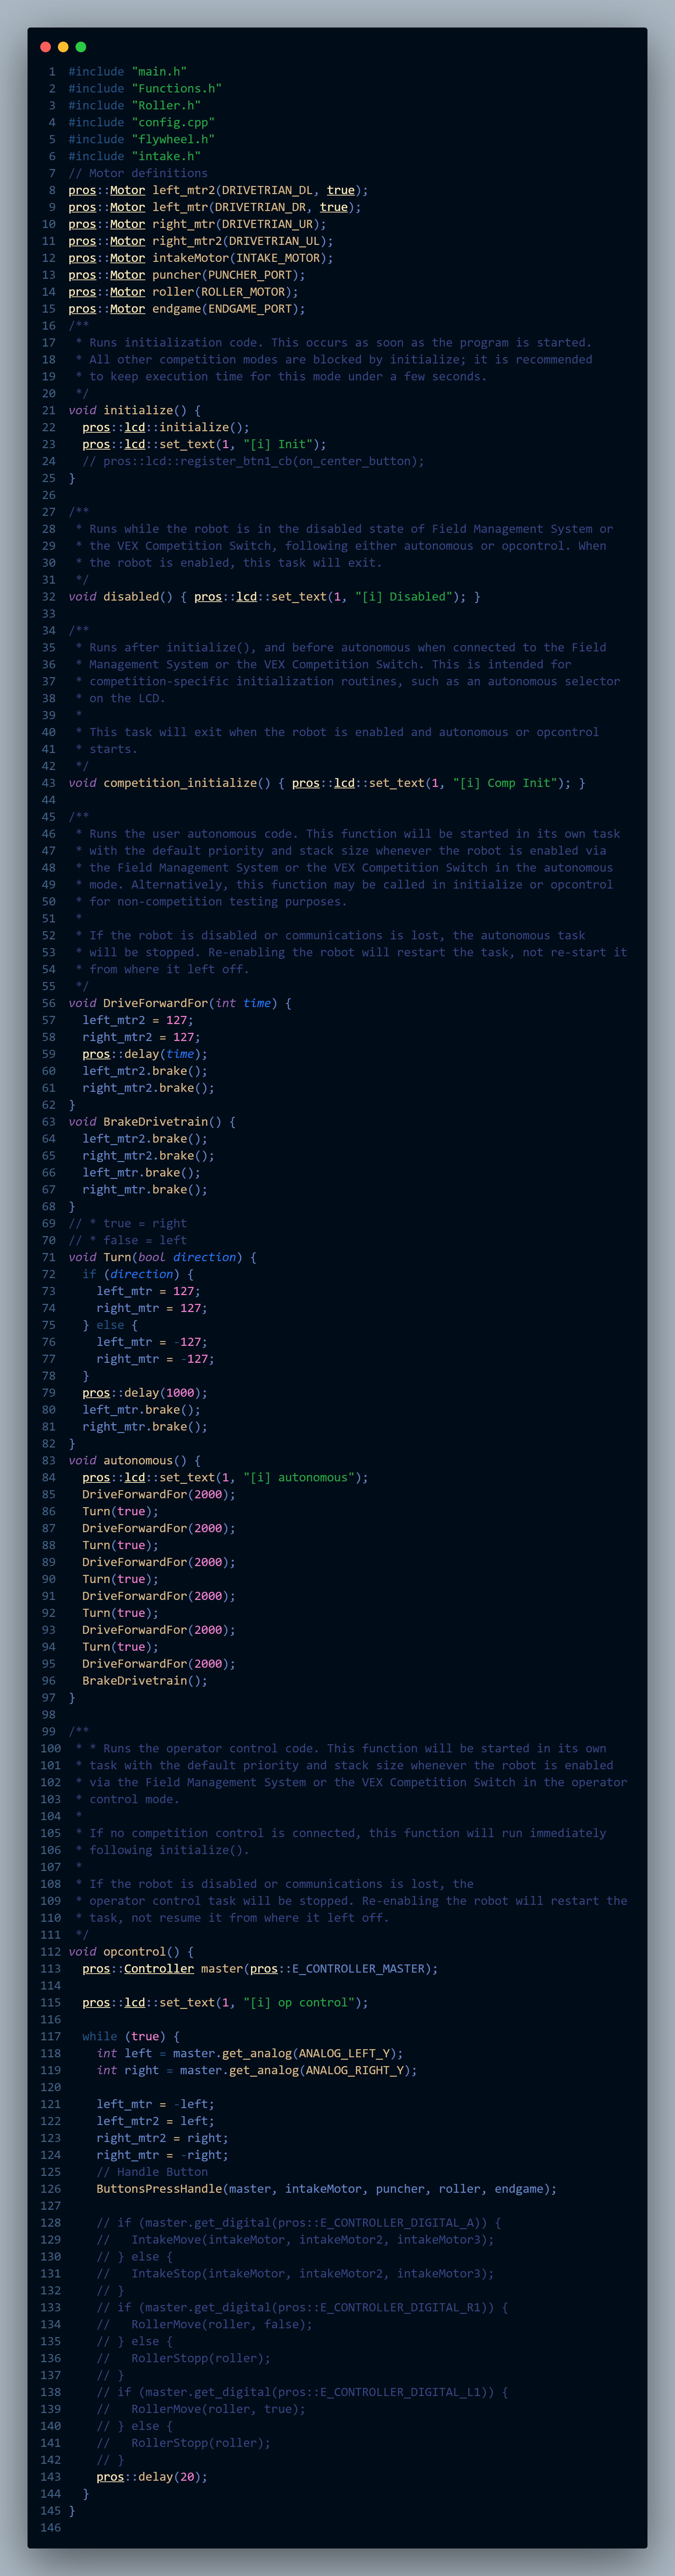 1 #include "main.h"
2 #include "Functions.h"
3 #include "Roller.h"
4 #include "config.cpp"
5 #include "flywheel.h"
6 #include "intake.h"
7 // Motor definitions
8 pros::Motor left_mtr2(DRIVETRIAN_DL, true);
9 pros::Motor left_mtr(DRIVETRIAN_DR, true);
10 pros::Motor right_mtr(DRIVETRIAN_UR);
11 pros::Motor right_mtr2(DRIVETRIAN_UL);
12 pros::Motor intakeMotor(INTAKE_MOTOR);
13 pros::Motor puncher(PUNCHER_PORT);
14 pros::Motor roller(ROLLER_MOTOR);
15 pros::Motor endgame(ENDGAME_PORT);
16 /**
17  * Runs initialization code. This occurs as soon as the program is started.
18  * All other competition modes are blocked by initialize; it is recommended
19  * to keep execution time for this mode under a few seconds.
20  */
21 void initialize() {
22   pros::lcd::initialize();
23   pros::lcd::set_text(1, "[i] Init");
24   // pros::lcd::register_btn1_cb(on_center_button);
25 }
26
27 /**
28  * Runs while the robot is in the disabled state of Field Management System or
29  * the VEX Competition Switch, following either autonomous or opcontrol. When
30  * the robot is enabled, this task will exit.
31  */
32 void disabled() { pros::lcd::set_text(1, "[i] Disabled"); }
33
34 /**
35  * Runs after initialize(), and before autonomous when connected to the Field
36  * Management System or the VEX Competition Switch. This is intended for
37  * competition-specific initialization routines, such as an autonomous selector
38  * on the LCD.
39  *
40  * This task will exit when the robot is enabled and autonomous or opcontrol
41  * starts.
42  */
43 void competition_initialize() { pros::lcd::set_text(1, "[i] Comp Init"); }
44
45 /**
46  * Runs the user autonomous code. This function will be started in its own task
47  * with the default priority and stack size whenever the robot is enabled via
48  * the Field Management System or the VEX Competition Switch in the autonomous
49  * mode. Alternatively, this function may be called in initialize or opcontrol
50  * for non-competition testing purposes.
51  *
52  * If the robot is disabled or communications is lost, the autonomous task
53  * will be stopped. Re-enabling the robot will restart the task, not re-start it
54  * from where it left off.
55  */
56 void DriveForwardFor(int time) {
57   left_mtr2 = 127;
58   right_mtr2 = 127;
59   pros::delay(time);
60   left_mtr2.brake();
61   right_mtr2.brake();
62 }
63 void BrakeDrivetrain() {
64   left_mtr2.brake();
65   right_mtr2.brake();
66   left_mtr.brake();
67   right_mtr.brake();
68 }
69 // * true = right
70 // * false = left
71 void Turn(bool direction) {
72   if (direction) {
73     left_mtr = 127;
74     right_mtr = 127;
75   } else {
76     left_mtr = -127;
77     right_mtr = -127;
78   }
79   pros::delay(1000);
80   left_mtr.brake();
81   right_mtr.brake();
82 }
83 void autonomous() {
84   pros::lcd::set_text(1, "[i] autonomous");
85   DriveForwardFor(2000);
86   Turn(true);
87   DriveForwardFor(2000);
88   Turn(true);
89   DriveForwardFor(2000);
90   Turn(true);
91   DriveForwardFor(2000);
92   Turn(true);
93   DriveForwardFor(2000);
94   Turn(true);
95   DriveForwardFor(2000);
96   BrakeDrivetrain();
97 }
98
99 /**
100  * * Runs the operator control code. This function will be started in its own
101  * task with the default priority and stack size whenever the robot is enabled
102  * via the Field Management System or the VEX Competition Switch in the operator
103  * control mode.
104  *
105  * If no competition control is connected, this function will run immediately
106  * following initialize().
107  *
108  * If the robot is disabled or communications is lost, the
109  * operator control task will be stopped. Re-enabling the robot will restart the
110  * task, not resume it from where it left off.
111  */
112 void opcontrol() {
113   pros::Controller master(pros::E_CONTROLLER_MASTER);
114
115   pros::lcd::set_text(1, "[i] op control");
116
117   while (true) {
118     int left = master.get_analog(ANALOG_LEFT_Y);
119     int right = master.get_analog(ANALOG_RIGHT_Y);
120
121     left_mtr = -left;
122     left_mtr2 = left;
123     right_mtr2 = right;
124     right_mtr = -right;
125     // Handle Button
126     ButtonsPressHandle(master, intakeMotor, puncher, roller, endgame);
127
128     // if (master.get_digital(pros::E_CONTROLLER_DIGITAL_A)) {
129     //   IntakeMove(intakeMotor, intakeMotor2, intakeMotor3);
130     // } else {
131     //   IntakeStop(intakeMotor, intakeMotor2, intakeMotor3);
132     // }
133     // if (master.get_digital(pros::E_CONTROLLER_DIGITAL_R1)) {
134     //   RollerMove(roller, false);
135     // } else {
136     //   RollerStopp(roller);
137     // }
138     // if (master.get_digital(pros::E_CONTROLLER_DIGITAL_L1)) {
139     //   RollerMove(roller, true);
140     // } else {
141     //   RollerStopp(roller);
142     // }
143     pros::delay(20);
144   }
145 }
146